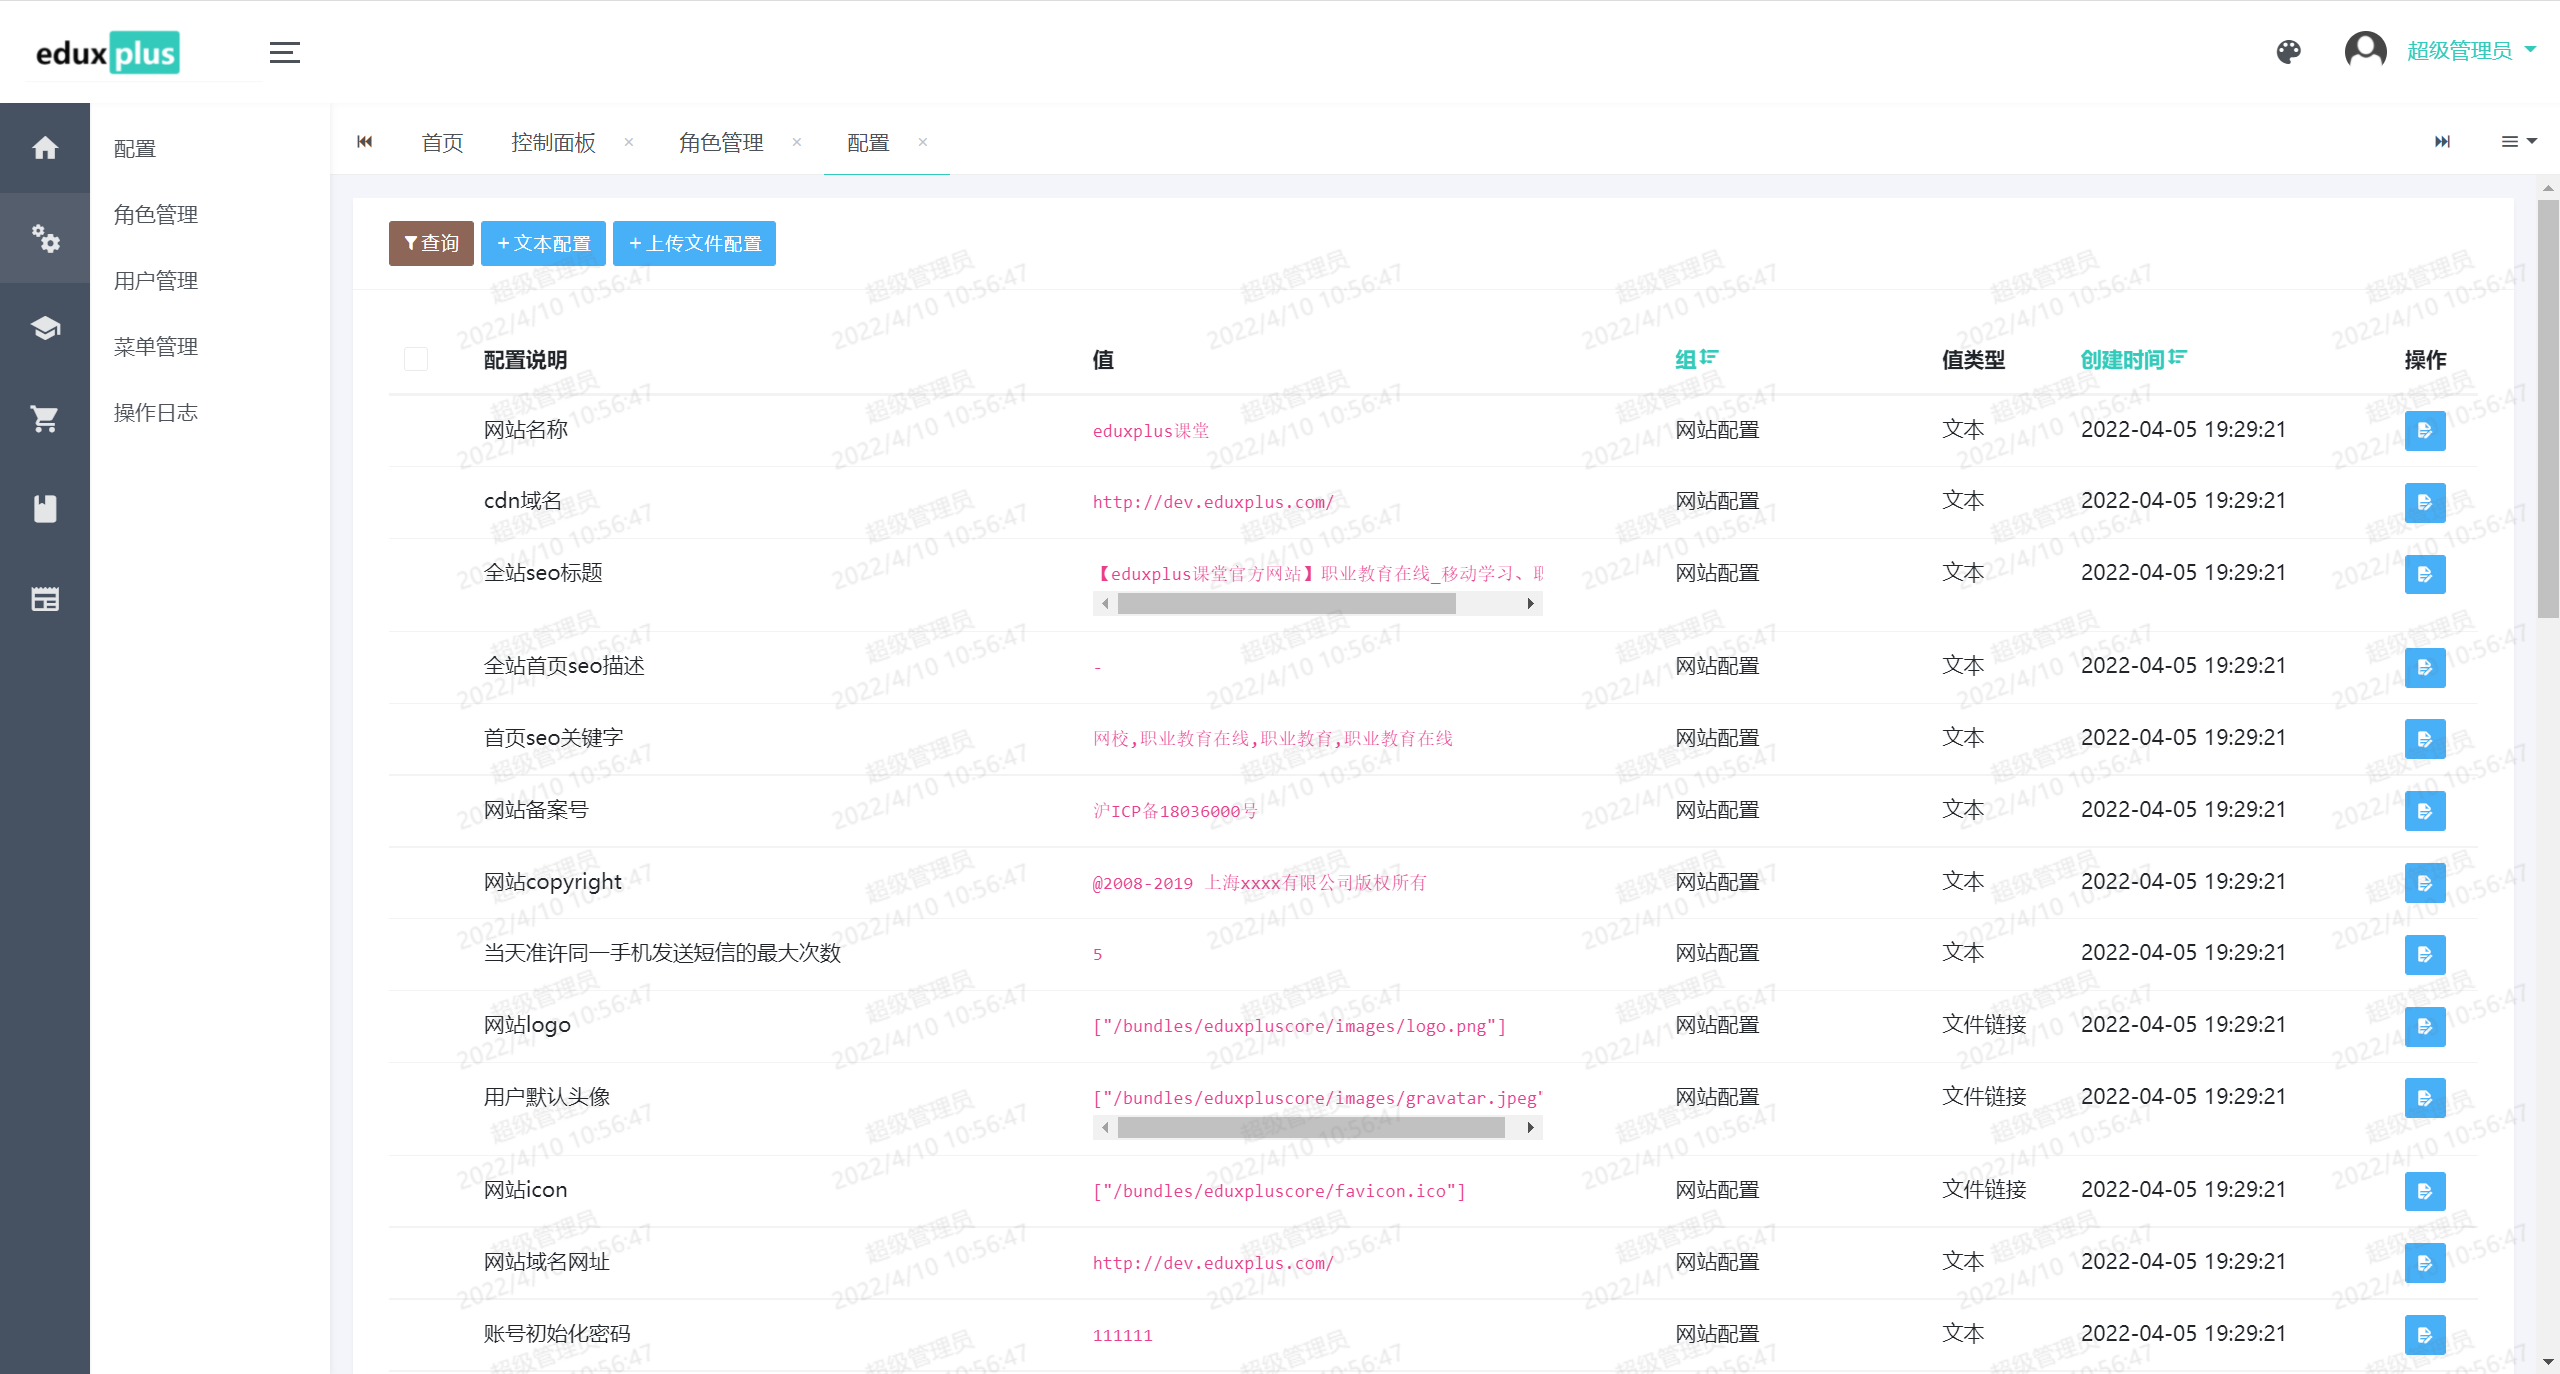 eduxplus
超级管理员
配置
角色管理
用户管理
菜单管理
操作日志
首页 控制面板 × 角色管理 × 配置 ×
查询 +文本配置 +上传文件配置
配置说明 值 组 值类型 创建时间 操作
网站名称 eduxplus课堂 网站配置 文本 2022-04-05 19:29:21
cdn域名 http://dev.eduxplus.com/ 网站配置 文本 2022-04-05 19:29:21
全站seo标题 【eduxplus课堂官方网站】职业教育在线_移动学习、职 网站配置 文本 2022-04-05 19:29:21
全站首页seo描述 - 网站配置 文本 2022-04-05 19:29:21
首页seo关键字 网校,职业教育在线,职业教育,职业教育在线 网站配置 文本 2022-04-05 19:29:21
网站备案号 沪ICP备18036000号 网站配置 文本 2022-04-05 19:29:21
网站copyright @2008-2019 上海xxxx有限公司版权所有 网站配置 文本 2022-04-05 19:29:21
当天准许同一手机发送短信的最大次数 5 网站配置 文本 2022-04-05 19:29:21
网站logo ["/bundles/eduxpluscore/images/logo.png"] 网站配置 文件链接 2022-04-05 19:29:21
用户默认头像 ["/bundles/eduxpluscore/images/gravatar.jpeg" 网站配置 文件链接 2022-04-05 19:29:21
网站icon ["/bundles/eduxpluscore/favicon.ico"] 网站配置 文件链接 2022-04-05 19:29:21
网站域名网址 http://dev.eduxplus.com/ 网站配置 文本 2022-04-05 19:29:21
账号初始化密码 111111 网站配置 文本 2022-04-05 19:29:21
超级管理员
2022/4/10 10:56:47